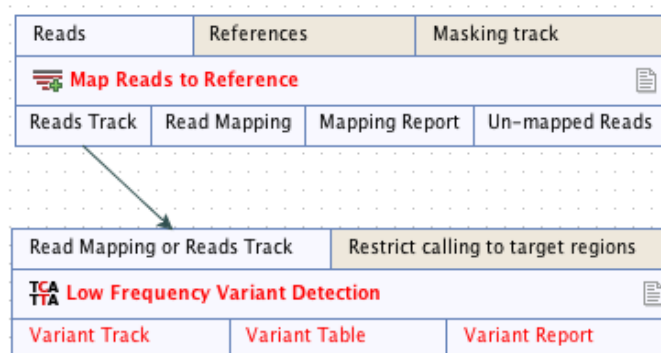 Reads References Masking track
Map Reads to Reference
Reads Track Read Mapping Mapping Report Un-mapped Reads
Read Mapping or Reads Track Restrict calling to target regions
TCA
TTA Low Frequency Variant Detection
Variant Track Variant Table Variant Report